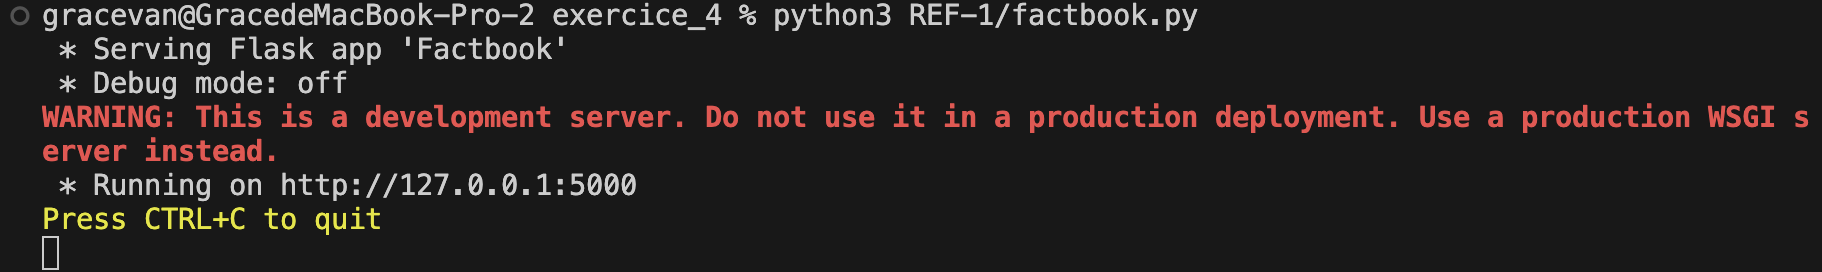 gracevan@GracedeMacBook-Pro-2 exercice_4 % python3 REF-1/factbook.py
 * Serving Flask app 'Factbook'
 * Debug mode: off
WARNING: This is a development server. Do not use it in a production deployment. Use a production WSGI s
erver instead.
 * Running on http://127.0.0.1:5000
Press CTRL+C to quit